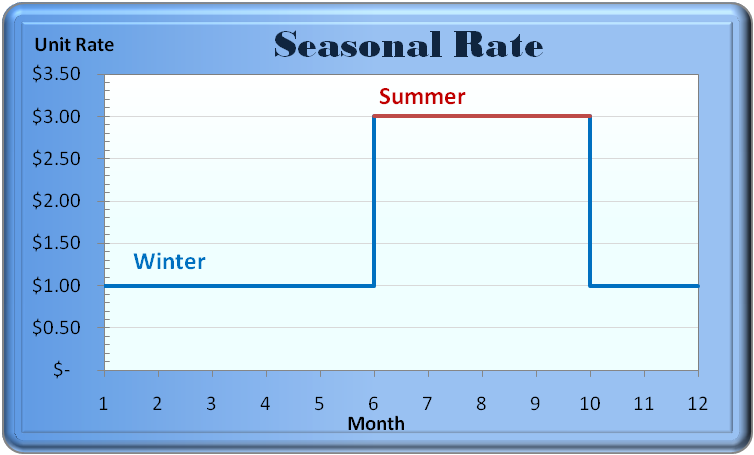 Unit Rate
Seasonal Rate
$3.50
Summer
$3.00
$2.50
$2.00
$1.50
Winter
$1.00
$0.50
$-
1 2 3 4 5 6 7 8 9 10 11 12
Month